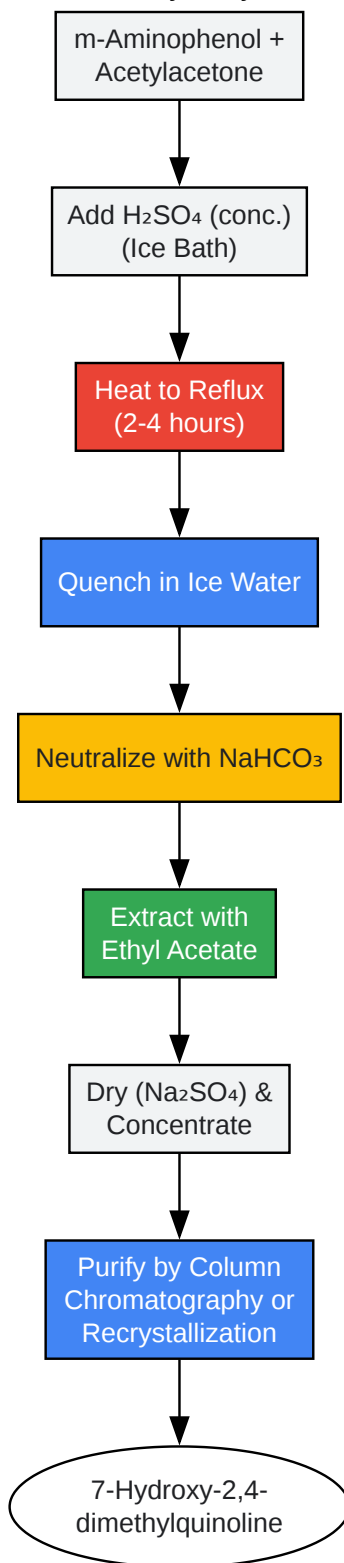 m-Aminophenol +
Acetylacetone
Add H₂SO₄ (conc.)
(Ice Bath)
Heat to Reflux
(2-4 hours)
Quench in Ice Water
Neutralize with NaHCO₃
Extract with
Ethyl Acetate
Dry (Na₂SO₄) &
Concentrate
Purify by Column
Chromatography or
Recrystallization
7-Hydroxy-2,4-
dimethylquinoline